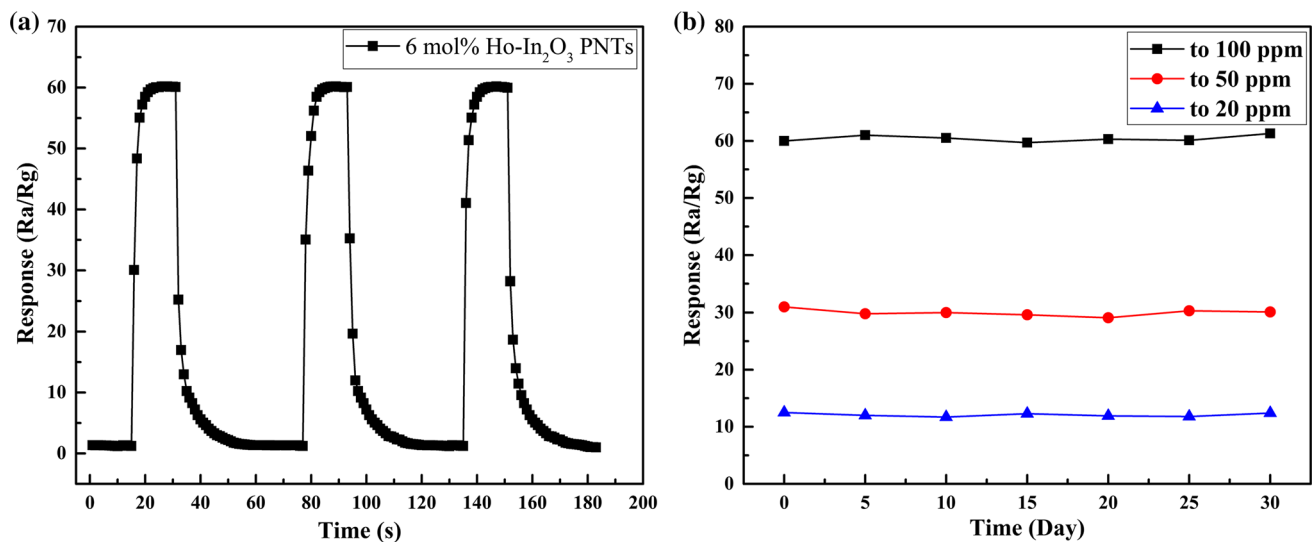 (a)
6 mol% Ho-In₂O₃ PNTs
Response (Ra/Rg)
70
60
50
40
30
20
10
0
0 20 40 60 80 100 120 140 160 180 200
Time (s)
(b)
to 100 ppm
to 50 ppm
to 20 ppm
Response (Ra/Rg)
80
70
60
50
40
30
20
10
0
0 5 10 15 20 25 30
Time (Day)